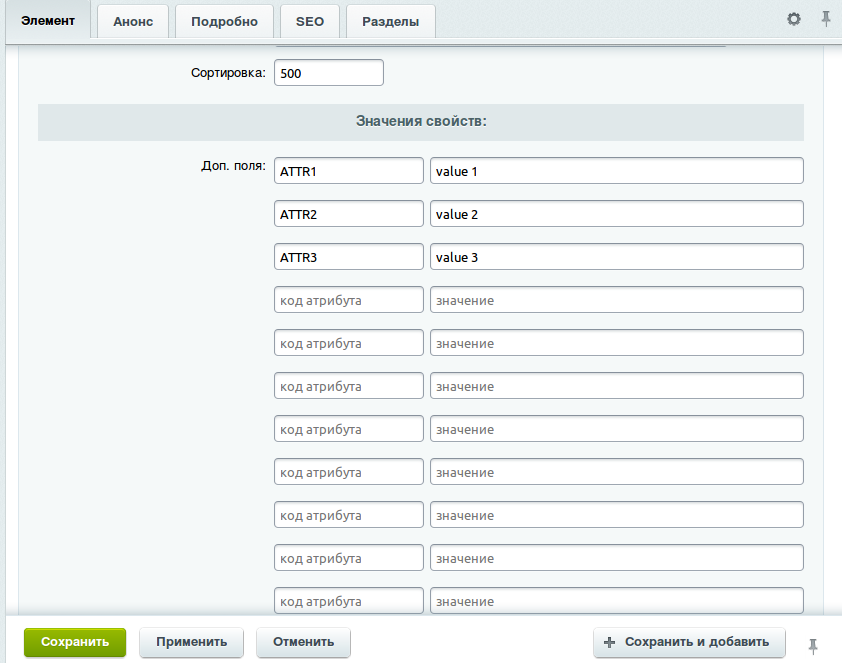 Элемент Анонс Подробно SEO Разделы
Сортировка: 500
Значения свойств:
Доп. поля: ATTR1 value 1
ATTR2 value 2
ATTR3 value 3
код атрибута значение
код атрибута значение
код атрибута значение
код атрибута значение
код атрибута значение
код атрибута значение
код атрибута значение
код атрибута значение
Сохранить Применить Отменить Сохранить и добавить